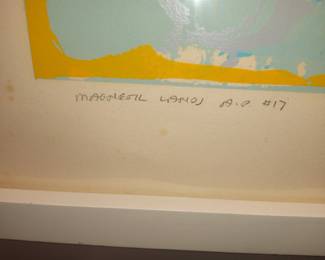 MAGNETIC LANDS A.P #17